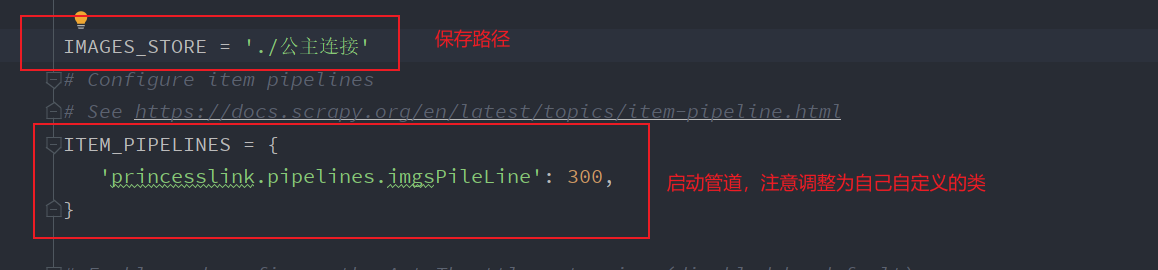 IMAGES_STORE = './公主连接'
保存路径
# Configure item pipelines
# See https://docs.scrapy.org/en/latest/topics/item-pipeline.html
ITEM_PIPELINES = {
'princesslink.pipelines.imgsPileLine': 300,
启动管道，注意调整为自己自定义的类
}